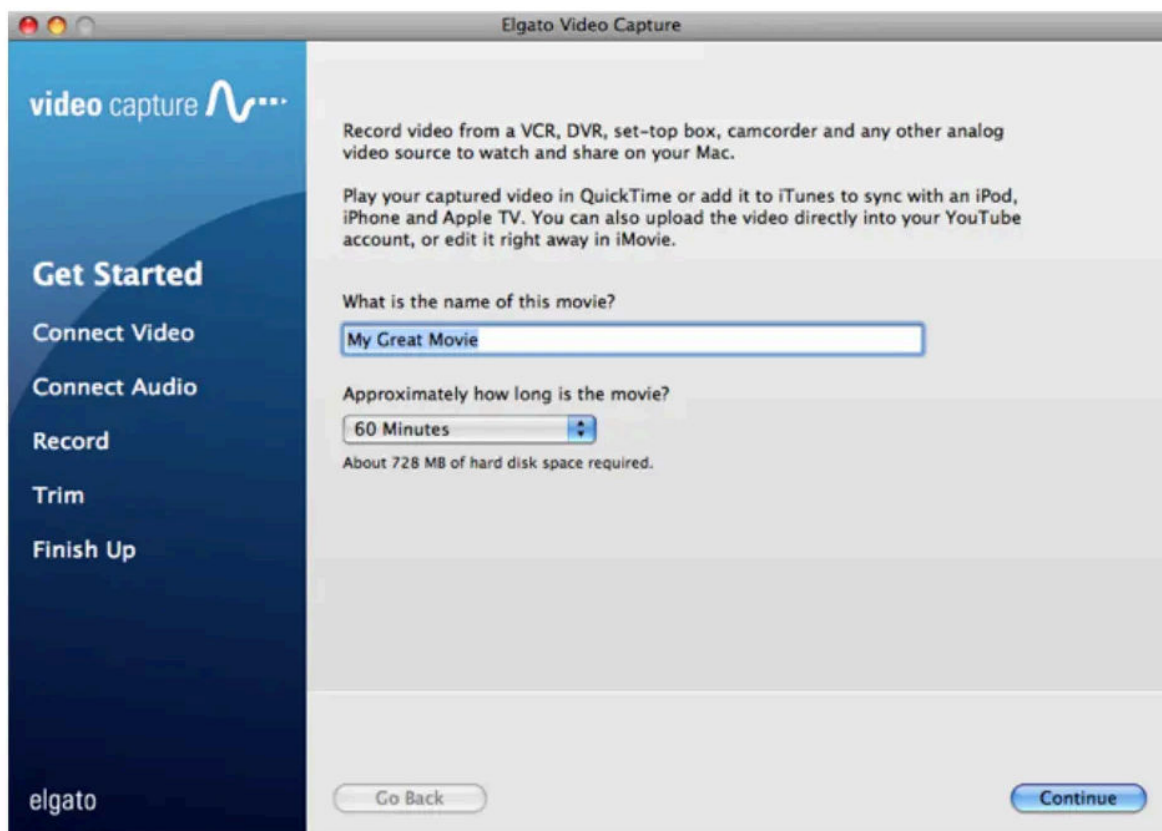 Elgato Video Capture
video capture
Get Started
Connect Video
Connect Audio
Record
Trim
Finish Up
elgato
Record video from a VCR, DVR, set-top box, camcorder and any other analog
video source to watch and share on your Mac.
Play your captured video in QuickTime or add it to iTunes to sync with an iPod,
iPhone and Apple TV. You can also upload the video directly into your YouTube
account, or edit it right away in iMovie.
What is the name of this movie?
My Great Movie
Approximately how long is the movie?
60 Minutes
About 728 MB of hard disk space required.
Go Back
Continue